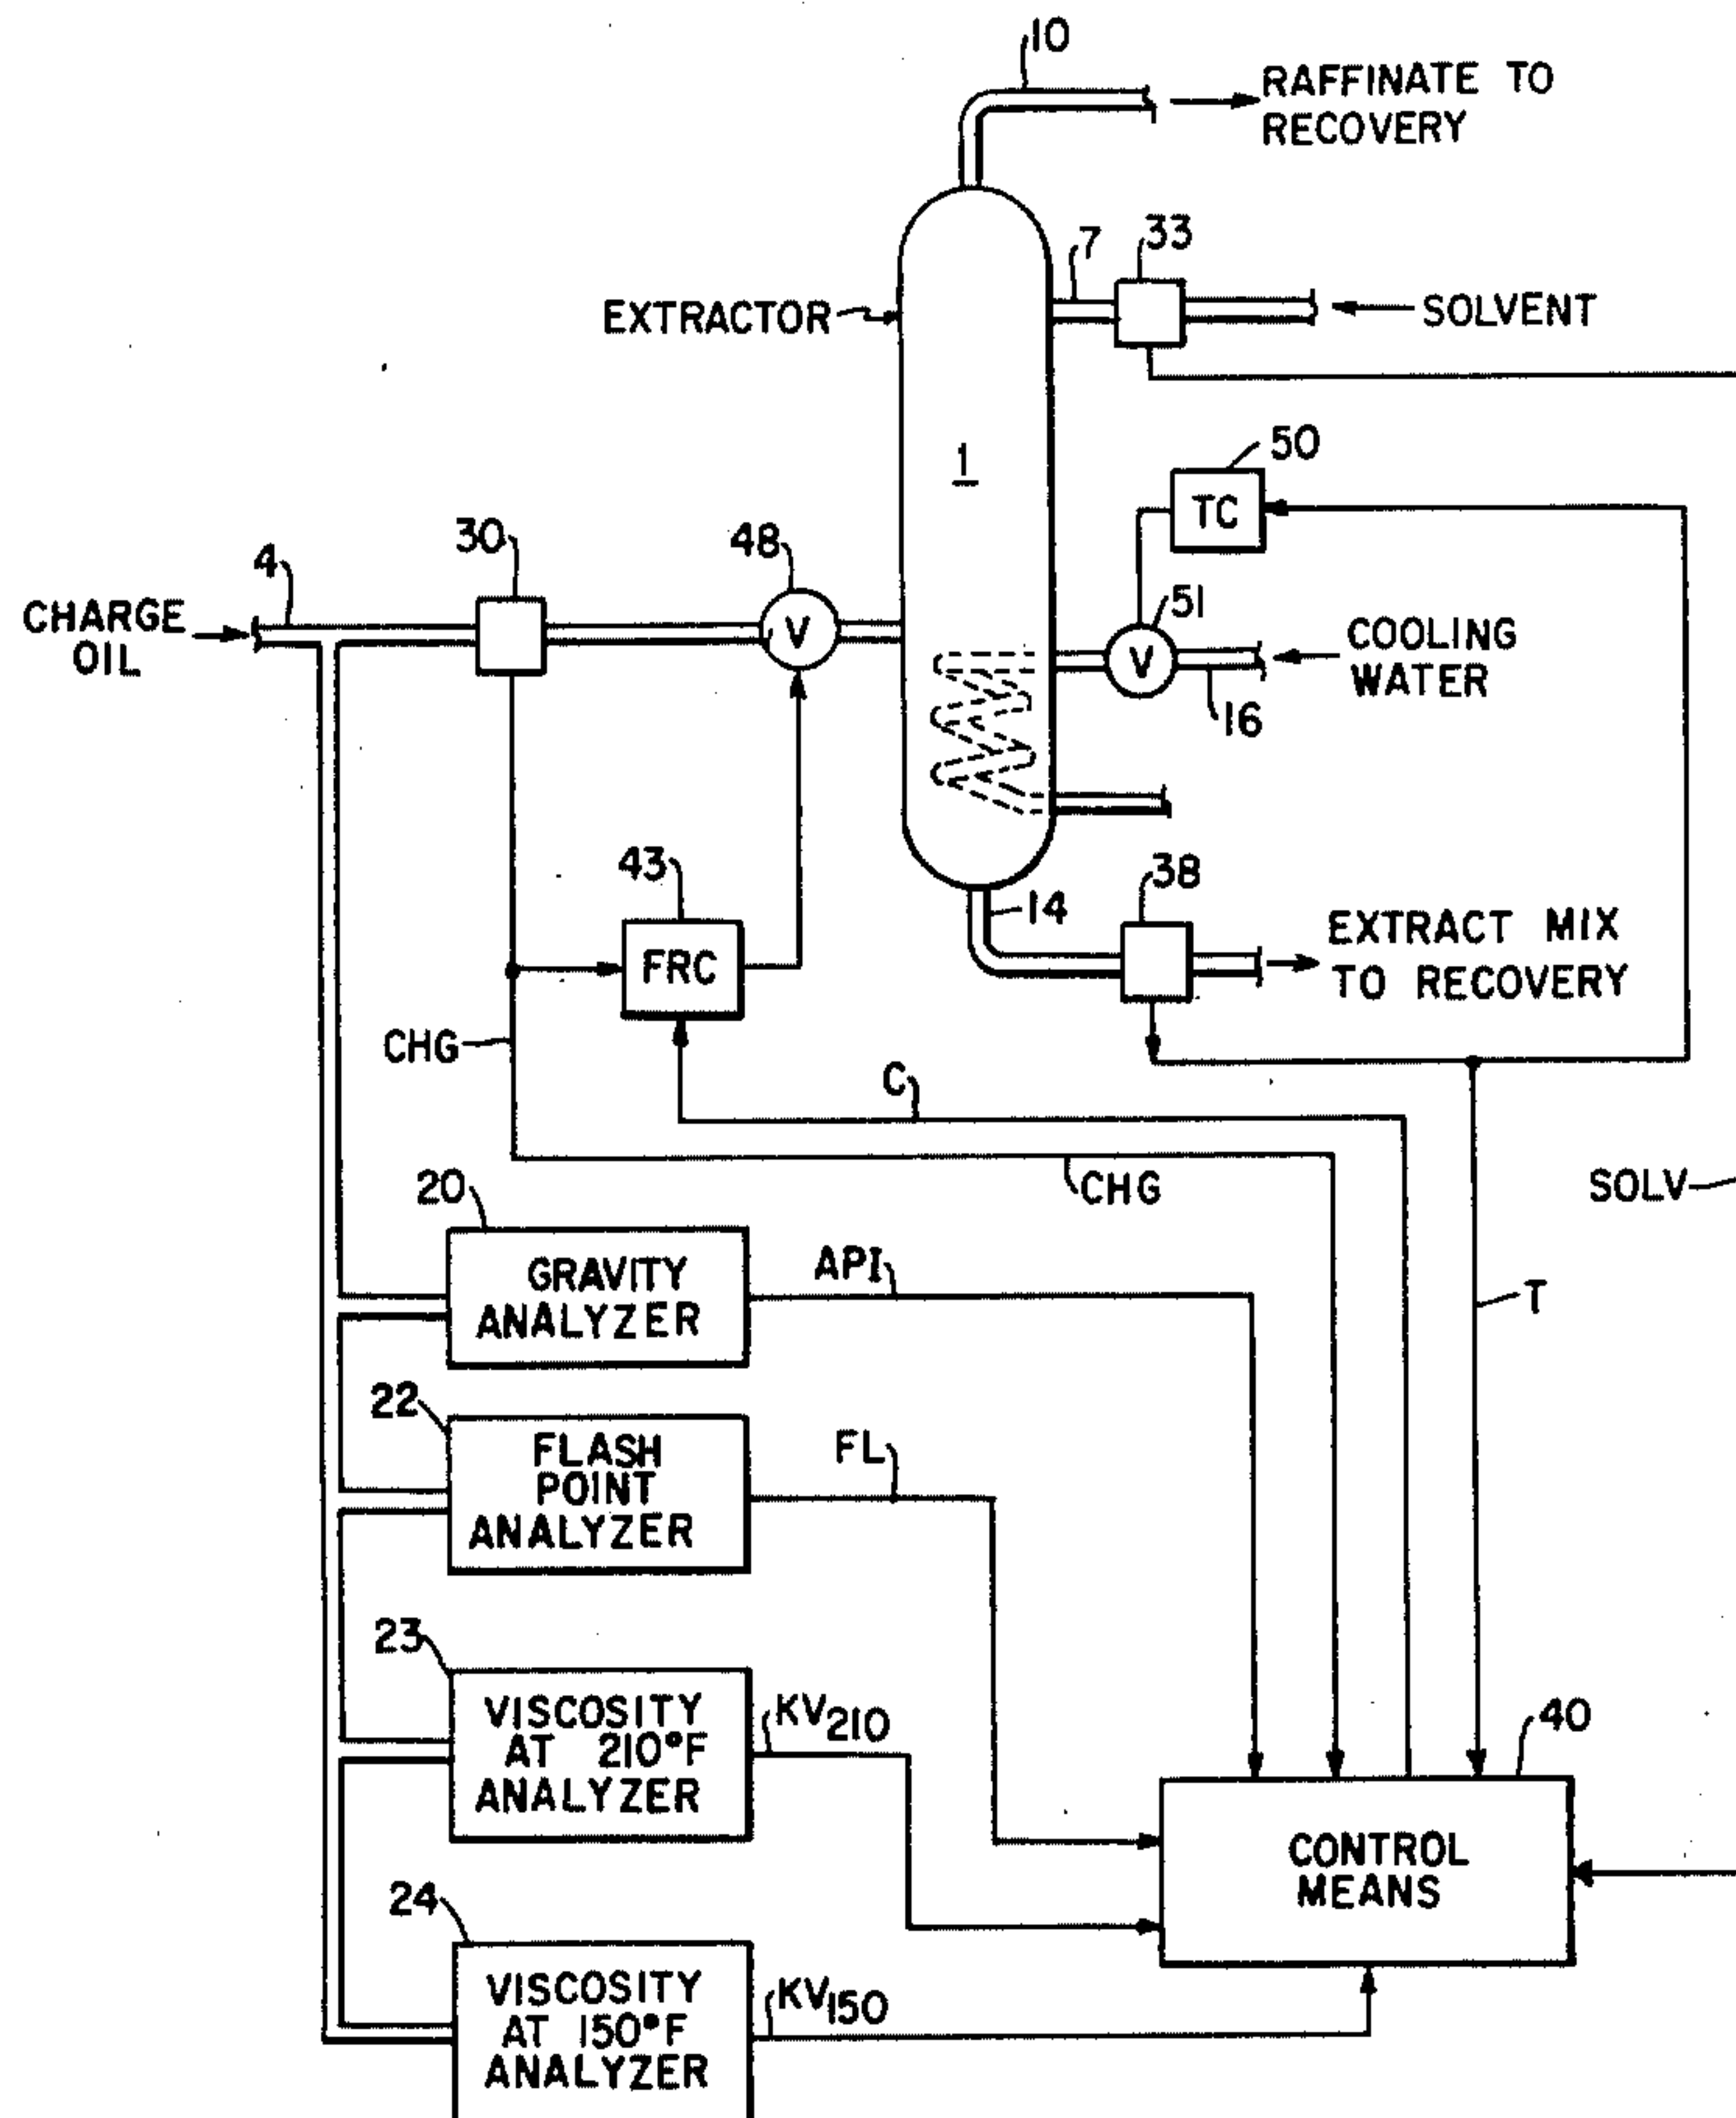 10
RAFFINATE TO
RECOVERY
7
33
EXTRACTOR
SOLVENT
1
50
TC
30
48
4
CHARGE
OIL
V
51
V
COOLING
WATER
16
43
38
14
FRC
EXTRACT MIX
TO RECOVERY
CHG
C
CHG
20
SOLV
GRAVITY
ANALYZER
API
T
22
FLASH
POINT
ANALYZER
FL
23
VISCOSITY
AT 210°F
ANALYZER
KV210
40
CONTROL
MEANS
24
VISCOSITY
AT 150°F
ANALYZER
KV150